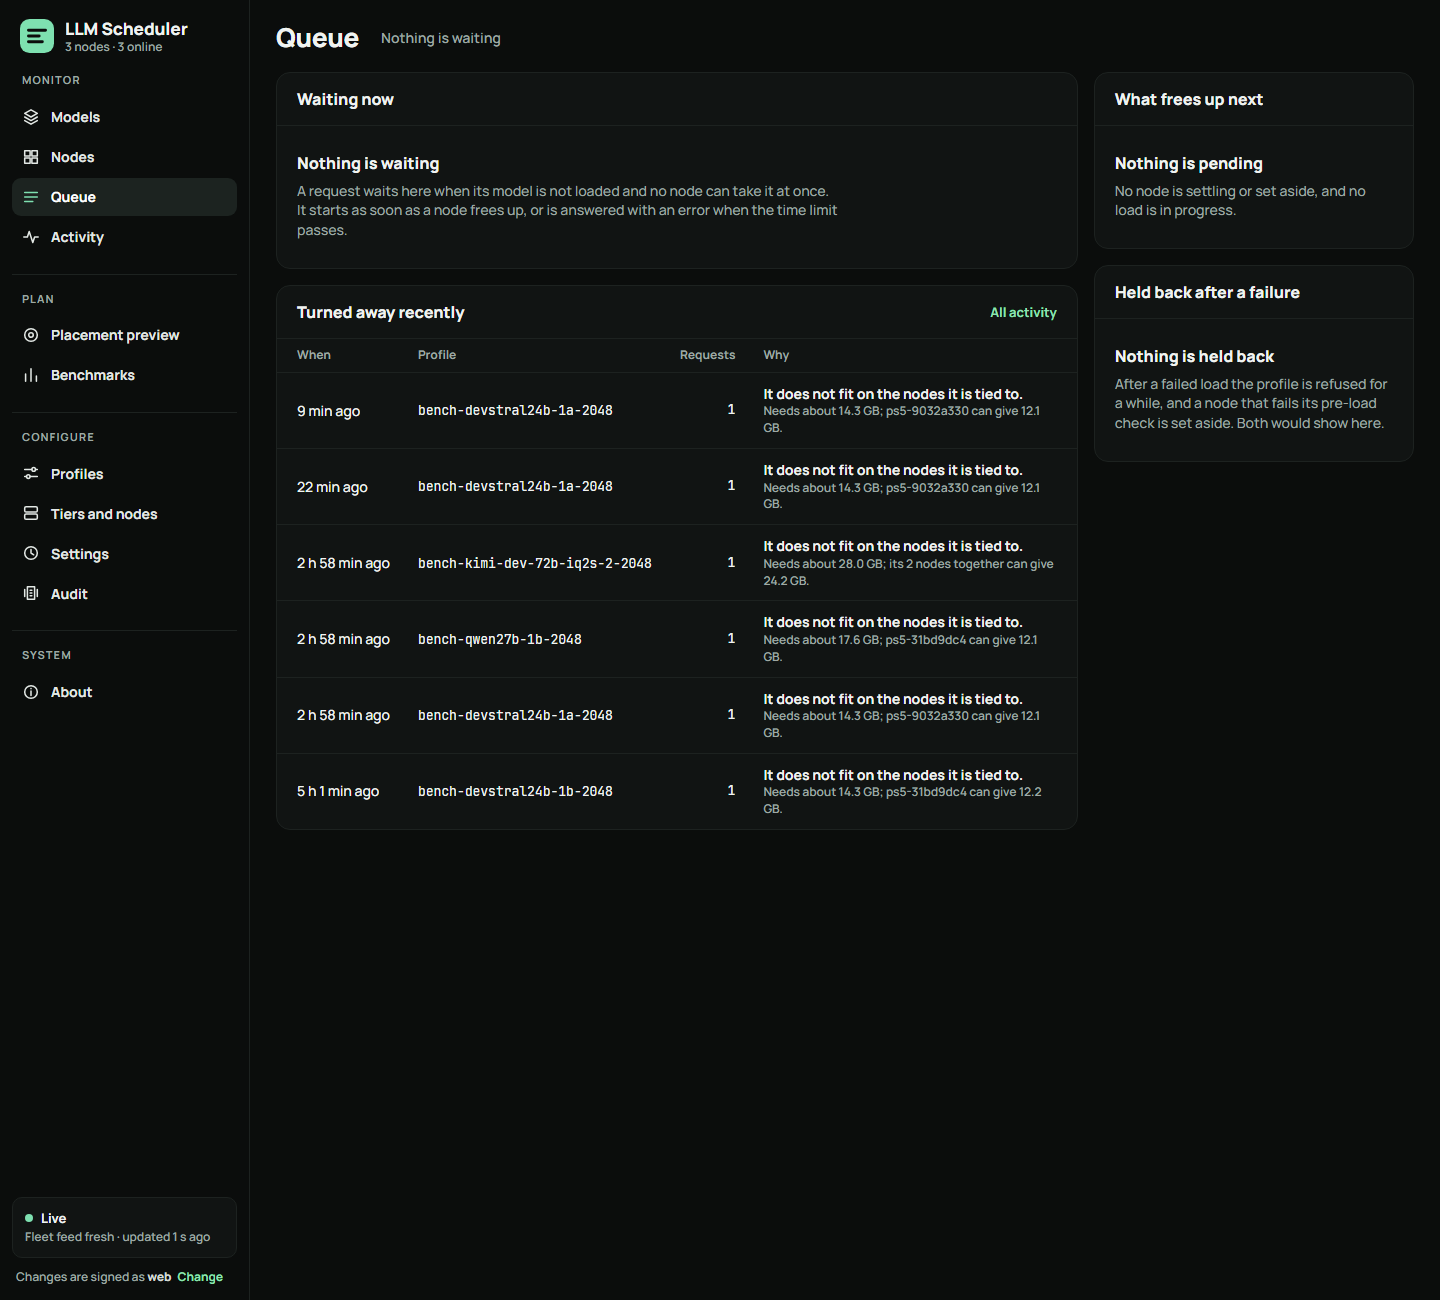 LLM Scheduler
3 nodes · 3 online
MONITOR
Models
Nodes
Queue
Activity
PLAN
Placement preview
Benchmarks
CONFIGURE
Profiles
Tiers and nodes
Settings
Audit
SYSTEM
About
Live
Fleet feed fresh · updated 1 s ago
Changes are signed as web Change
Queue Nothing is waiting
Waiting now
Nothing is waiting
A request waits here when its model is not loaded and no node can take it at once.
It starts as soon as a node frees up, or is answered with an error when the time limit
passes.
Turned away recently All activity
When Profile Requests Why
9 min ago bench-devstral24b-1a-2048 1 It does not fit on the nodes it is tied to.
Needs about 14.3 GB; ps5-9032a330 can give 12.1
GB.
22 min ago bench-devstral24b-1a-2048 1 It does not fit on the nodes it is tied to.
Needs about 14.3 GB; ps5-9032a330 can give 12.1
GB.
2 h 58 min ago bench-kimi-dev-72b-iq2s-2-2048 1 It does not fit on the nodes it is tied to.
Needs about 28.0 GB; its 2 nodes together can give
24.2 GB.
2 h 58 min ago bench-qwen27b-1b-2048 1 It does not fit on the nodes it is tied to.
Needs about 17.6 GB; ps5-31bd9dc4 can give 12.1
GB.
2 h 58 min ago bench-devstral24b-1a-2048 1 It does not fit on the nodes it is tied to.
Needs about 14.3 GB; ps5-9032a330 can give 12.1
GB.
5 h 1 min ago bench-devstral24b-1b-2048 1 It does not fit on the nodes it is tied to.
Needs about 14.3 GB; ps5-31bd9dc4 can give 12.2
GB.
What frees up next
Nothing is pending
No node is settling or set aside, and no
load is in progress.
Held back after a failure
Nothing is held back
After a failed load the profile is refused for
a while, and a node that fails its pre-load
check is set aside. Both would show here.